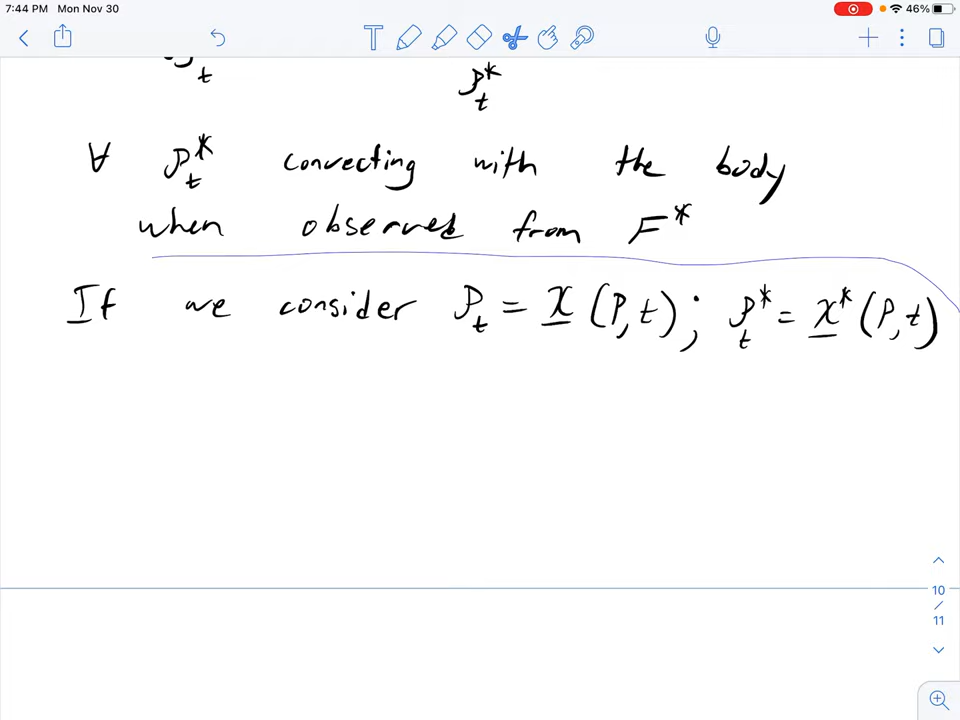 7:44 PM Mon Nov 30
46%
t
𝒫*t
∀ 𝒫*t convecting with the body
when observed from F*
If we consider 𝒫t = χ (P, t) ; 𝒫*t = χ* (P, t)
10
/
11